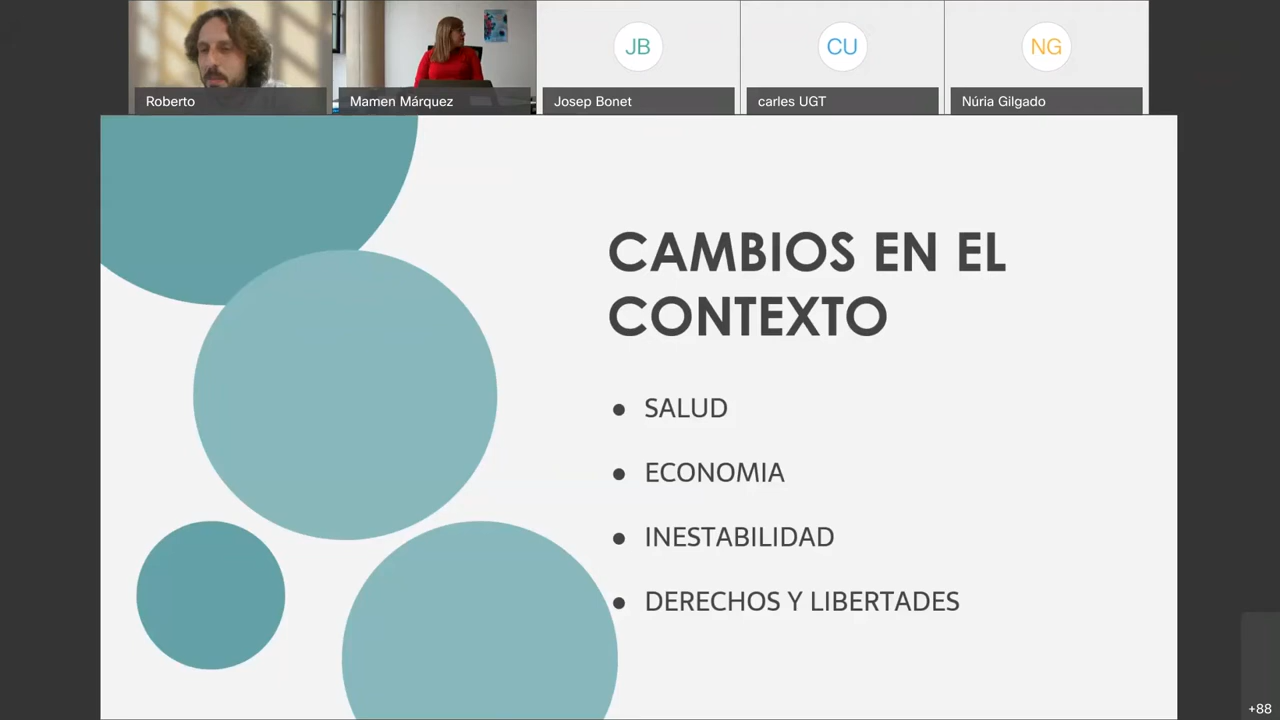 JB
CU
NG
Roberto
Mamen Márquez
Josep Bonet
carles UGT
Núria Gilgado
CAMBIOS EN EL
CONTEXTO
● SALUD
● ECONOMIA
● INESTABILIDAD
● DERECHOS Y LIBERTADES
+88